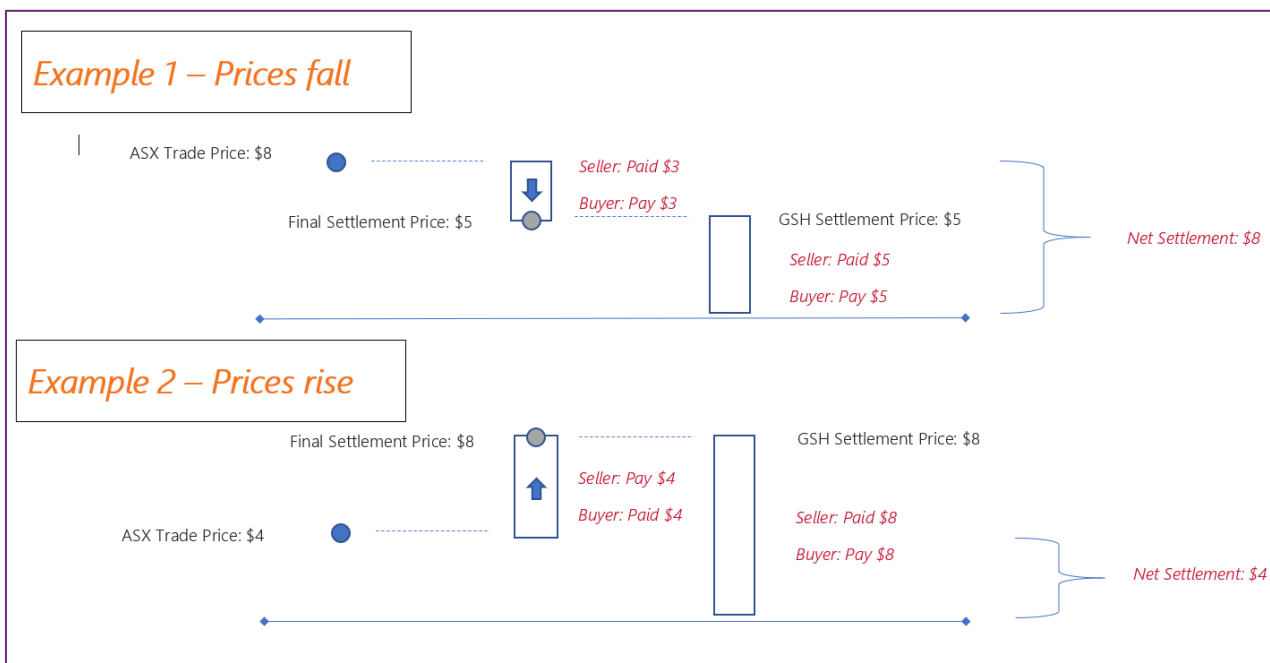 Example 1 – Prices fall
ASX Trade Price: $8
Seller: Paid $3
Buyer: Pay $3
Final Settlement Price: $5
GSH Settlement Price: $5
Net Settlement: $8
Seller: Paid $5
Buyer: Pay $5
Example 2 – Prices rise
Final Settlement Price: $8
GSH Settlement Price: $8
Seller: Pay $4
Buyer: Paid $4
Seller: Paid $8
ASX Trade Price: $4
Buyer: Pay $8
Net Settlement: $4